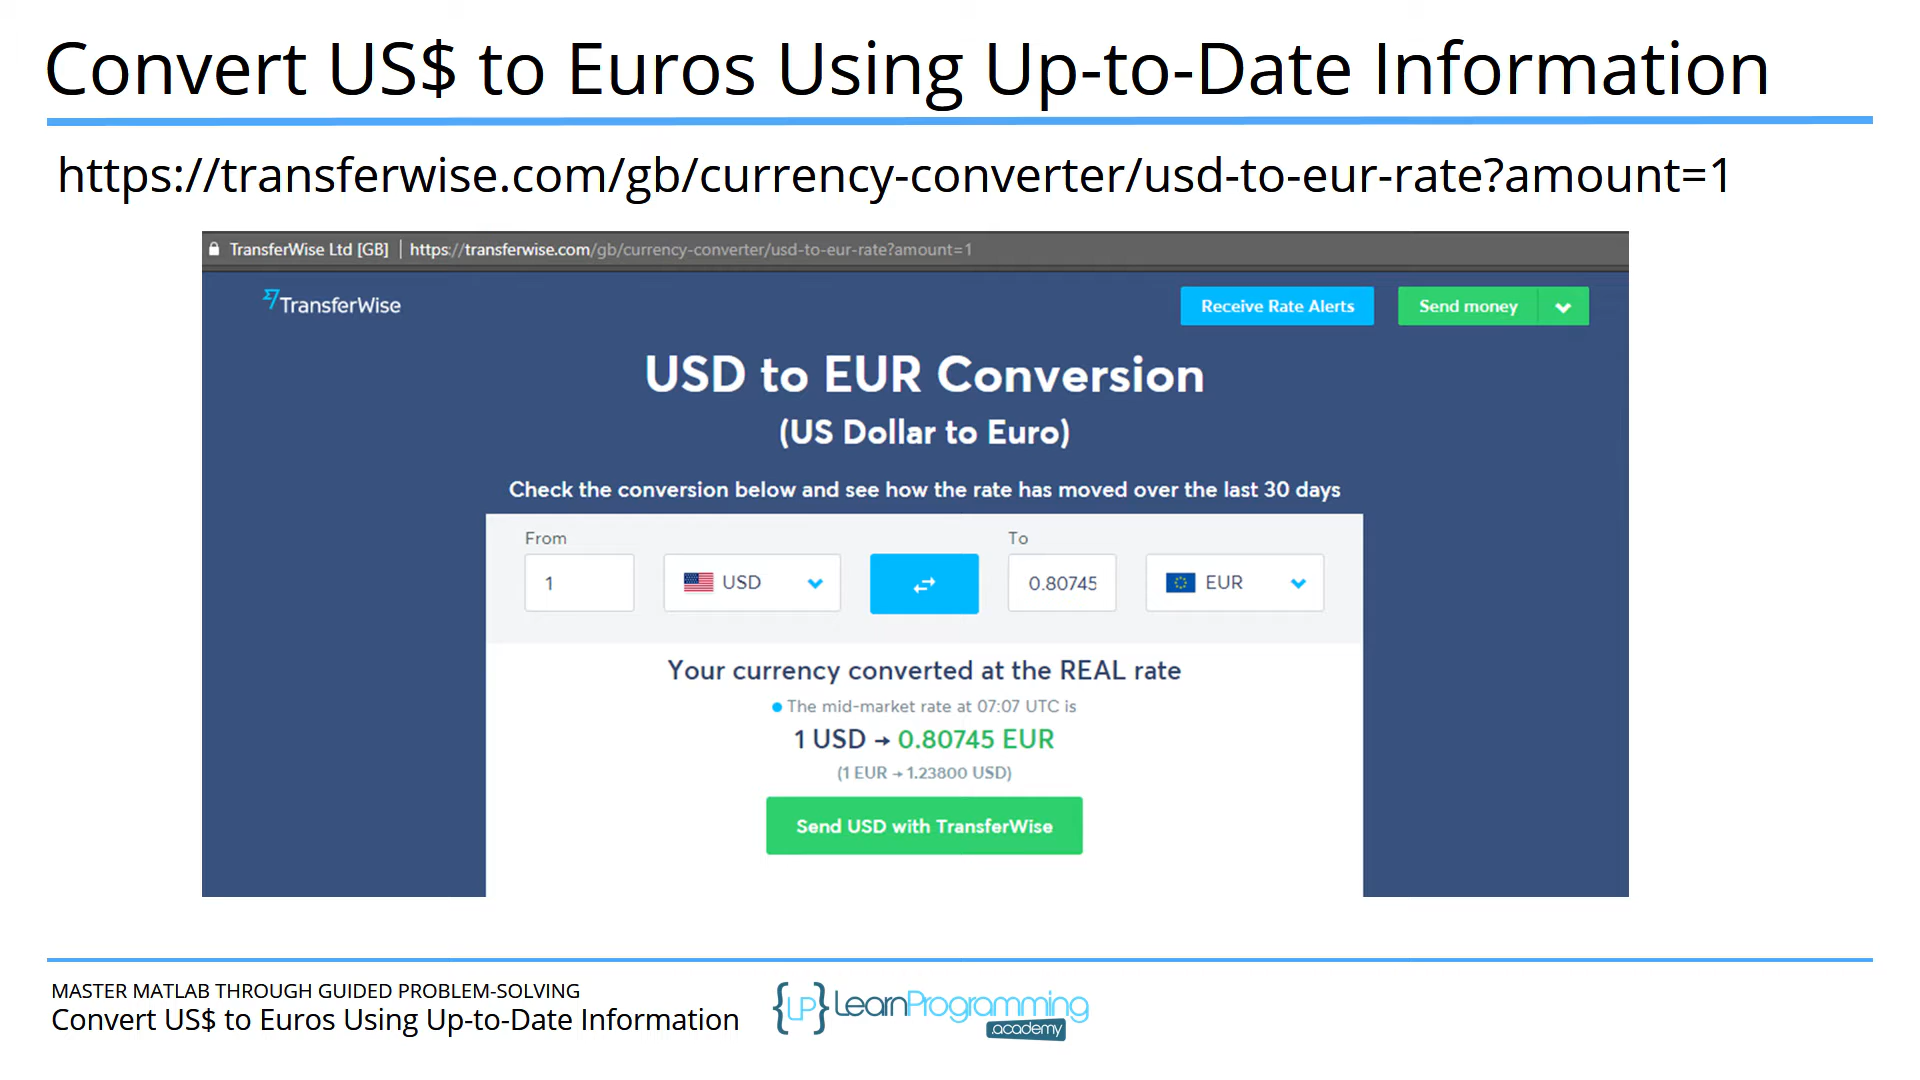 Convert US$ to Euros Using Up-to-Date Information
https://transferwise.com/gb/currency-converter/usd-to-eur-rate?amount=1
TransferWise Ltd [GB] | https://transferwise.com/gb/currency-converter/usd-to-eur-rate?amount=1
TransferWise
Receive Rate Alerts
Send money
USD to EUR Conversion
(US Dollar to Euro)
Check the conversion below and see how the rate has moved over the last 30 days
From
To
1
USD
0.80745
EUR
Your currency converted at the REAL rate
The mid-market rate at 07:07 UTC is
1 USD → 0.80745 EUR
(1 EUR → 1.23800 USD)
Send USD with TransferWise
MASTER MATLAB THROUGH GUIDED PROBLEM-SOLVING
Convert US$ to Euros Using Up-to-Date Information
{LP} LearnProgramming
.academy